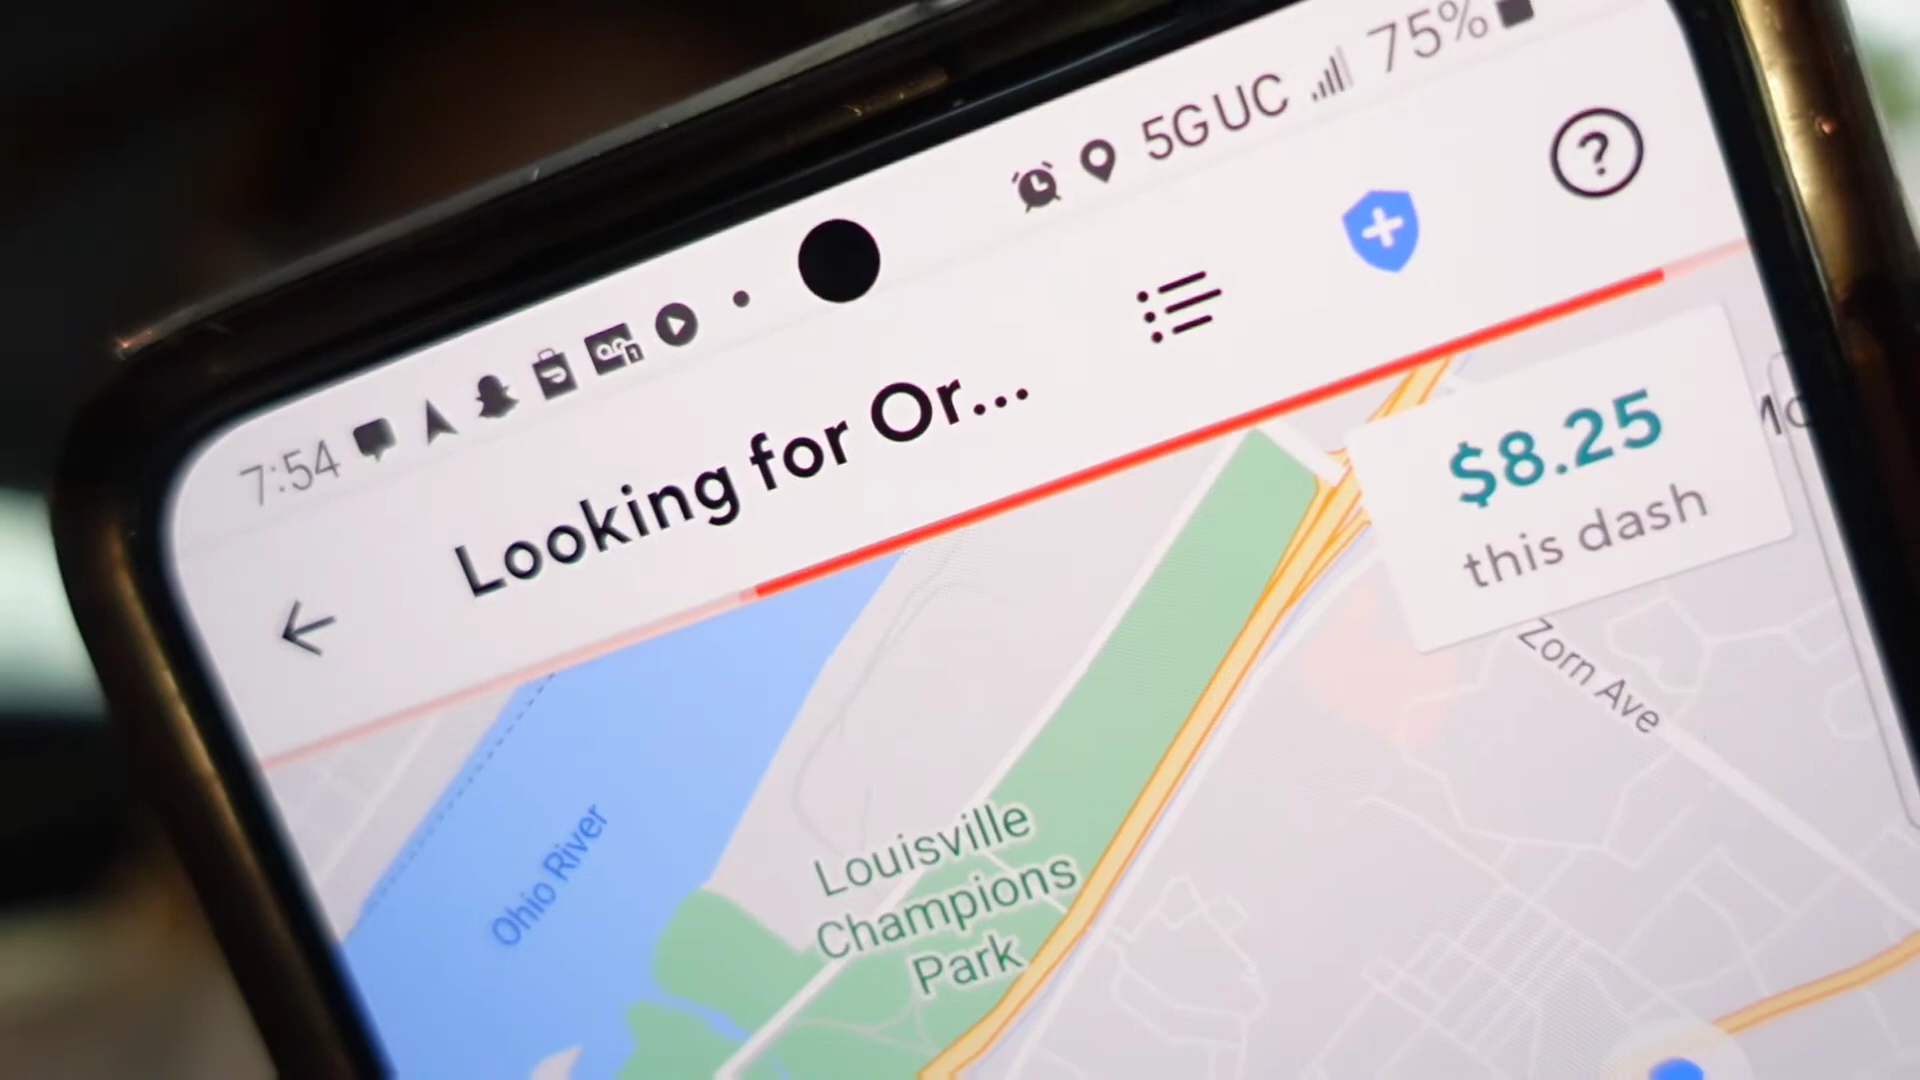 7:54
5G UC 75%
Looking for Or...
$8.25
this dash
Zorn Ave
Ohio River
Louisville
Champions
Park